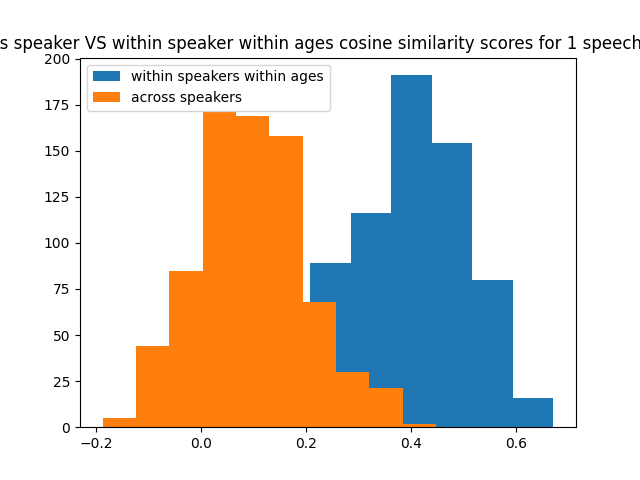 s speaker VS within speaker within ages cosine similarity scores for 1 speech
within speakers within ages
across speakers
200
175
150
125
100
75
50
25
0
−0.2 0.0 0.2 0.4 0.6